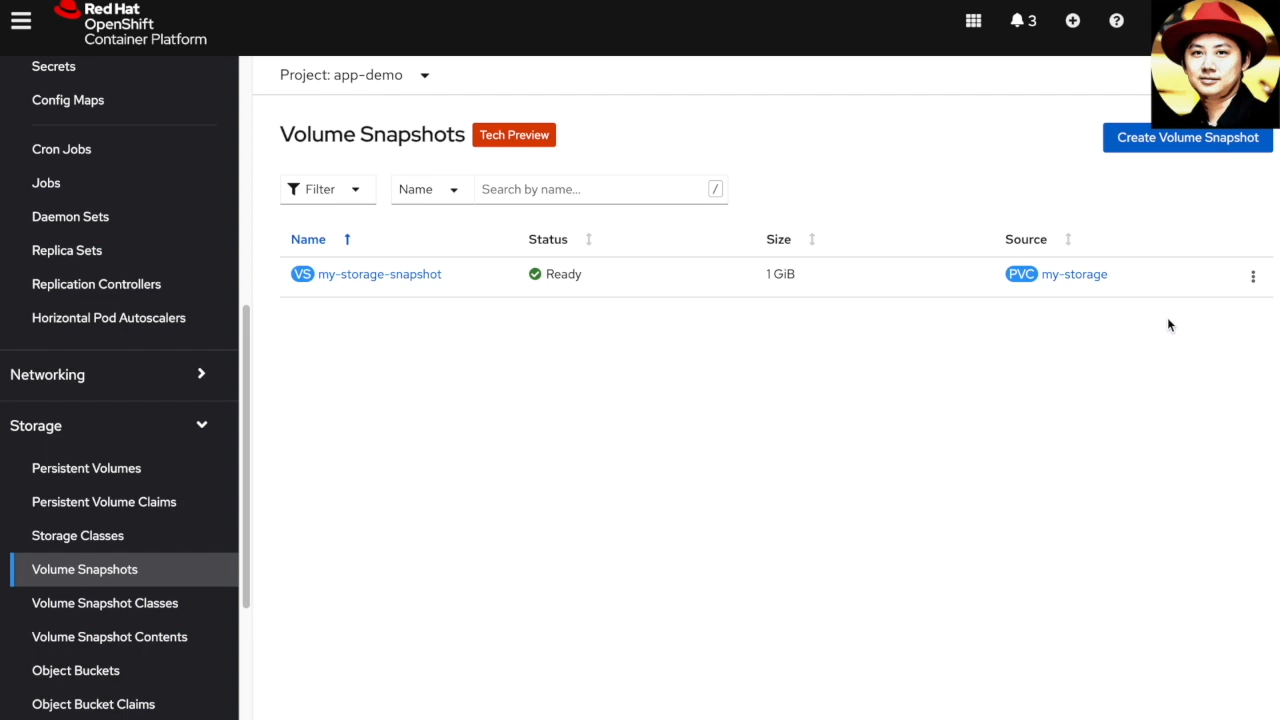 Red Hat
OpenShift
Container Platform
3
Secrets
Config Maps
Cron Jobs
Jobs
Daemon Sets
Replica Sets
Replication Controllers
Horizontal Pod Autoscalers
Networking
Storage
Persistent Volumes
Persistent Volume Claims
Storage Classes
Volume Snapshots
Volume Snapshot Classes
Volume Snapshot Contents
Object Buckets
Object Bucket Claims
Project: app-demo
Volume Snapshots Tech Preview
Create Volume Snapshot
Filter Name Search by name... /
Name Status Size Source
VS my-storage-snapshot Ready 1 GiB PVC my-storage